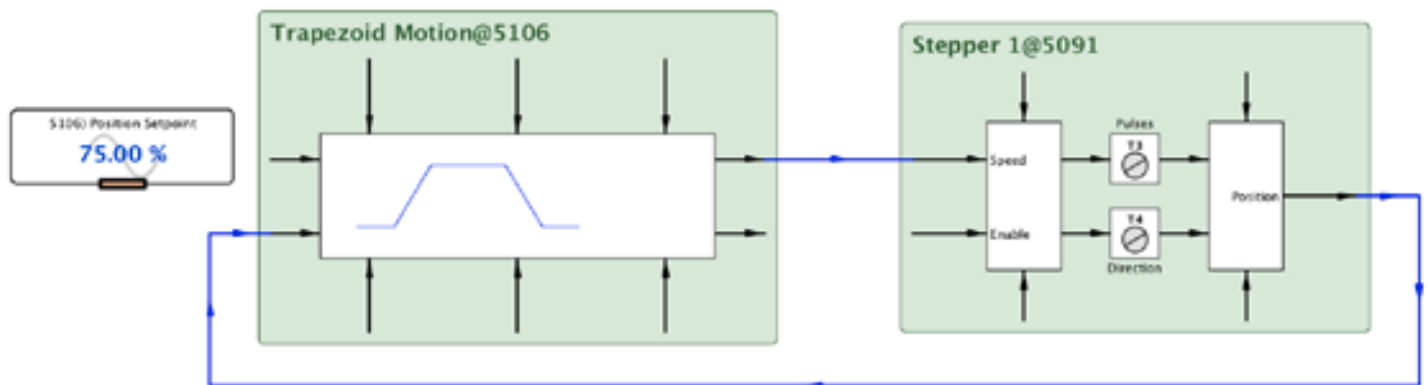 Trapezoid Motion@5106
Stepper 1@5091
5106) Position Setpoint
75.00 %
Pulses
T3
Speed
Position
T4
Enable
Direction